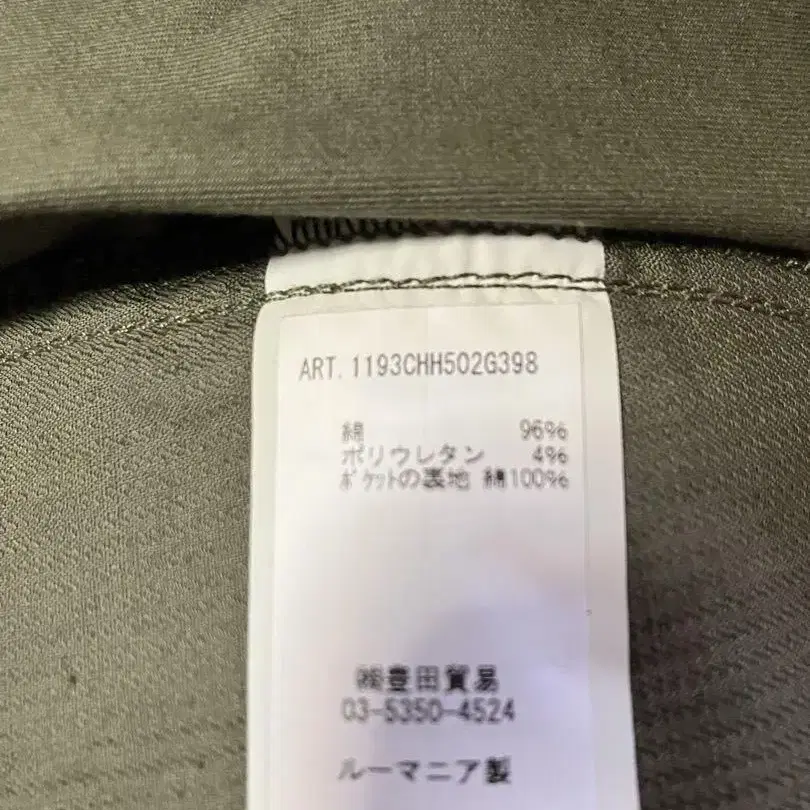 ART. 1193CHH502G398
綿 96%
ポリウレタン 4%
ポケットの裏地 綿100%
㈱豊田貿易
03-5350-4524
ルーマニア製